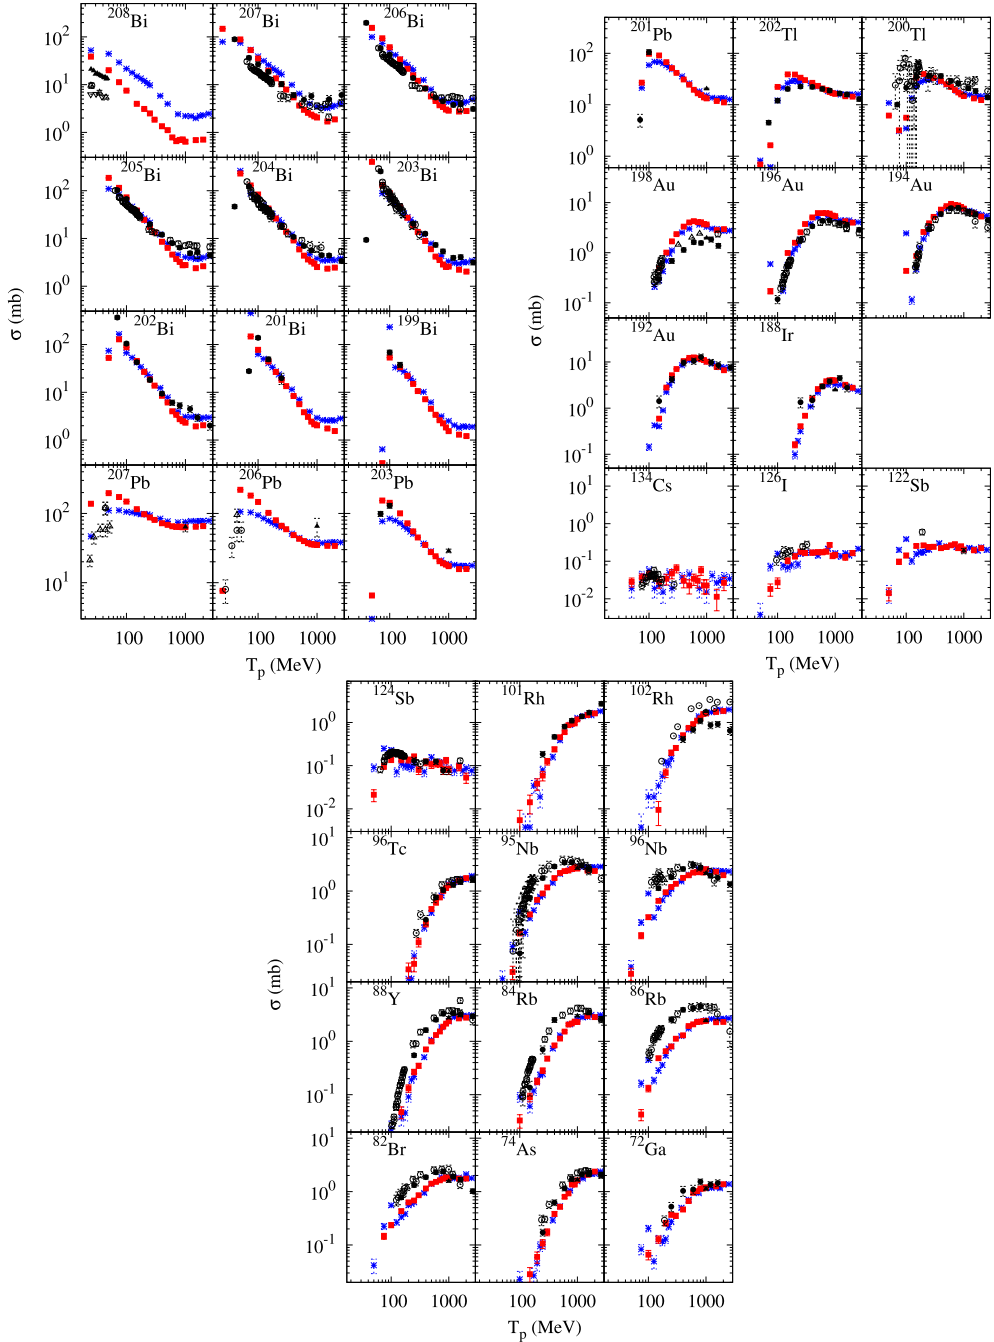 208Bi 207Bi 206Bi
10^2
10^1
10^0
205Bi 204Bi 203Bi
10^2
10^1
10^0
202Bi 201Bi 199Bi
10^2
10^1
10^0
207Pb 206Pb 203Pb
10^2
10^1
σ (mb)
100 1000 100 1000 100 1000
T_p (MeV)
201Pb 202Tl 200Tl
10^2
10^1
10^0
198Au 196Au 194Au
10^1
10^0
10^-1
192Au 188Ir
10^1
10^0
10^-1
134Cs 126I 122Sb
10^0
10^-1
10^-2
σ (mb)
100 1000 100 1000 100 1000
T_p (MeV)
124Sb 101Rh 102Rh
10^0
10^-1
10^-2
96Tc 95Nb 96Nb
10^1
10^0
10^-1
88Y 84Rb 86Rb
10^1
10^0
10^-1
82Br 74As 72Ga
10^1
10^0
10^-1
σ (mb)
100 1000 100 1000 100 1000
T_p (MeV)